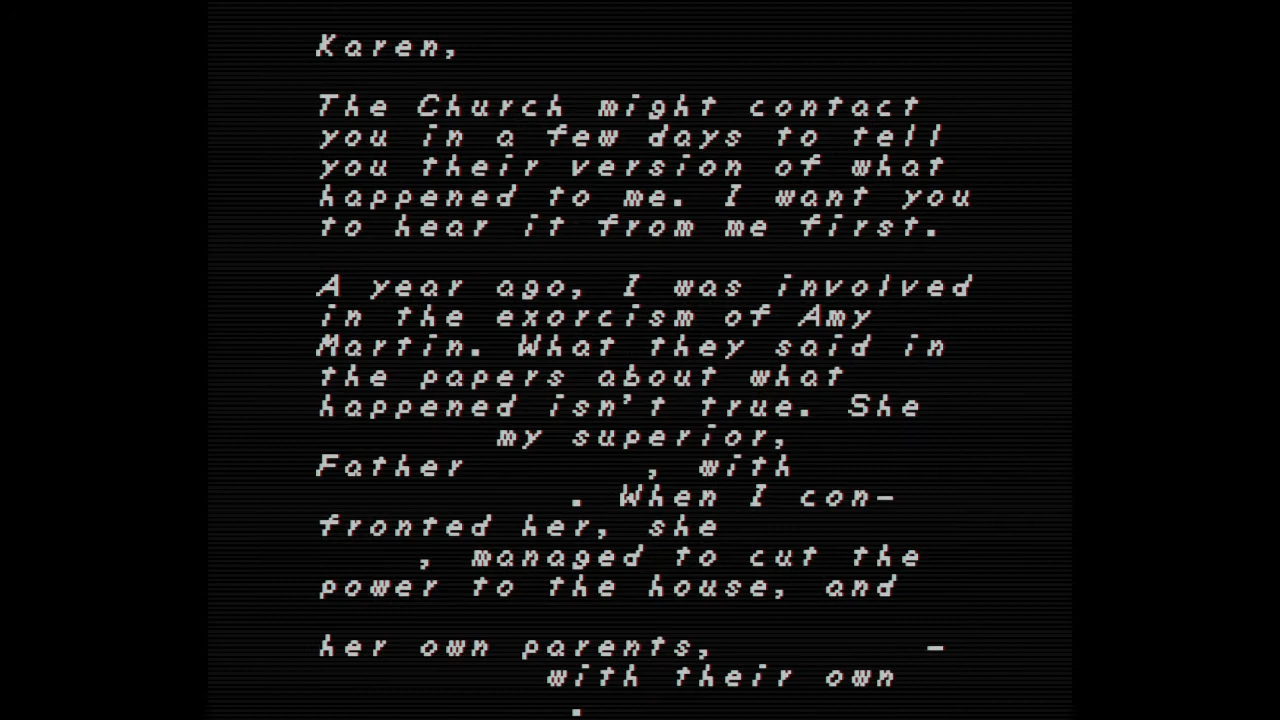 Karen,
The Church might contact
you in a few days to tell
you their version of what
happened to me. I want you
to hear it from me first.
A year ago, I was involved
in the exorcism of Amy
Martin. What they said in
the papers about what
happened isn't true. She
my superior,
Father , with
. When I con-
fronted her, she
, managed to cut the
power to the house, and
her own parents, -
with their own
.